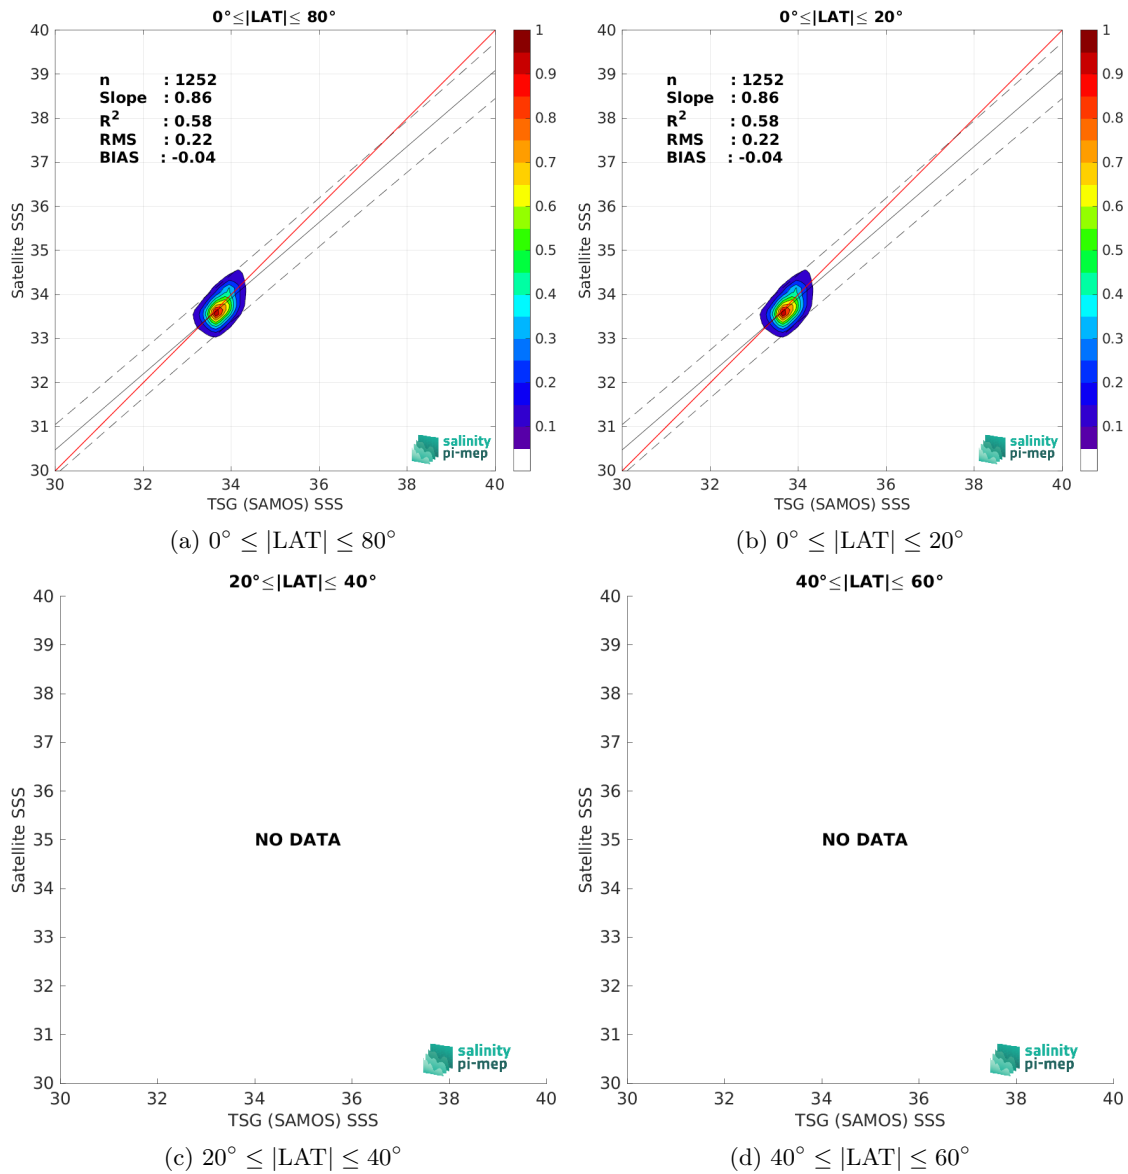 0°≤|LAT|≤ 80°
40
39
38
37
36
35
34
33
32
31
30
Satellite SSS
n : 1252
Slope : 0.86
R² : 0.58
RMS : 0.22
BIAS : -0.04
1
0.9
0.8
0.7
0.6
0.5
0.4
0.3
0.2
0.1
salinity
pi-mep
30 32 34 36 38 40
TSG (SAMOS) SSS
(a) 0° ≤ |LAT| ≤ 80°
0°≤|LAT|≤ 20°
40
39
38
37
36
35
34
33
32
31
30
Satellite SSS
n : 1252
Slope : 0.86
R² : 0.58
RMS : 0.22
BIAS : -0.04
1
0.9
0.8
0.7
0.6
0.5
0.4
0.3
0.2
0.1
salinity
pi-mep
30 32 34 36 38 40
TSG (SAMOS) SSS
(b) 0° ≤ |LAT| ≤ 20°
20°≤|LAT|≤ 40°
40
39
38
37
36
35
34
33
32
31
30
Satellite SSS
NO DATA
salinity
pi-mep
30 32 34 36 38 40
TSG (SAMOS) SSS
(c) 20° ≤ |LAT| ≤ 40°
40°≤|LAT|≤ 60°
40
39
38
37
36
35
34
33
32
31
30
Satellite SSS
NO DATA
salinity
pi-mep
30 32 34 36 38 40
TSG (SAMOS) SSS
(d) 40° ≤ |LAT| ≤ 60°